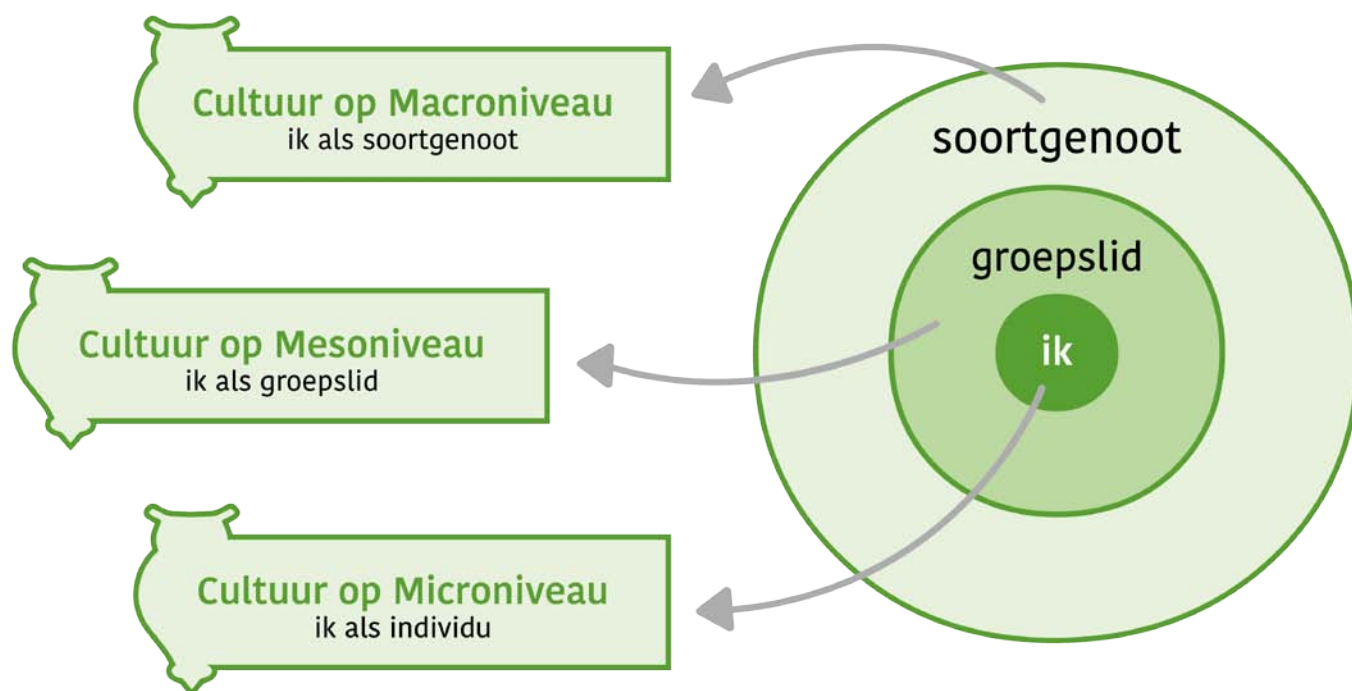 Cultuur op Macroniveau
ik als soortgenoot
soortgenoot
groepslid
ik
Cultuur op Mesoniveau
ik als groepslid
Cultuur op Microniveau
ik als individu